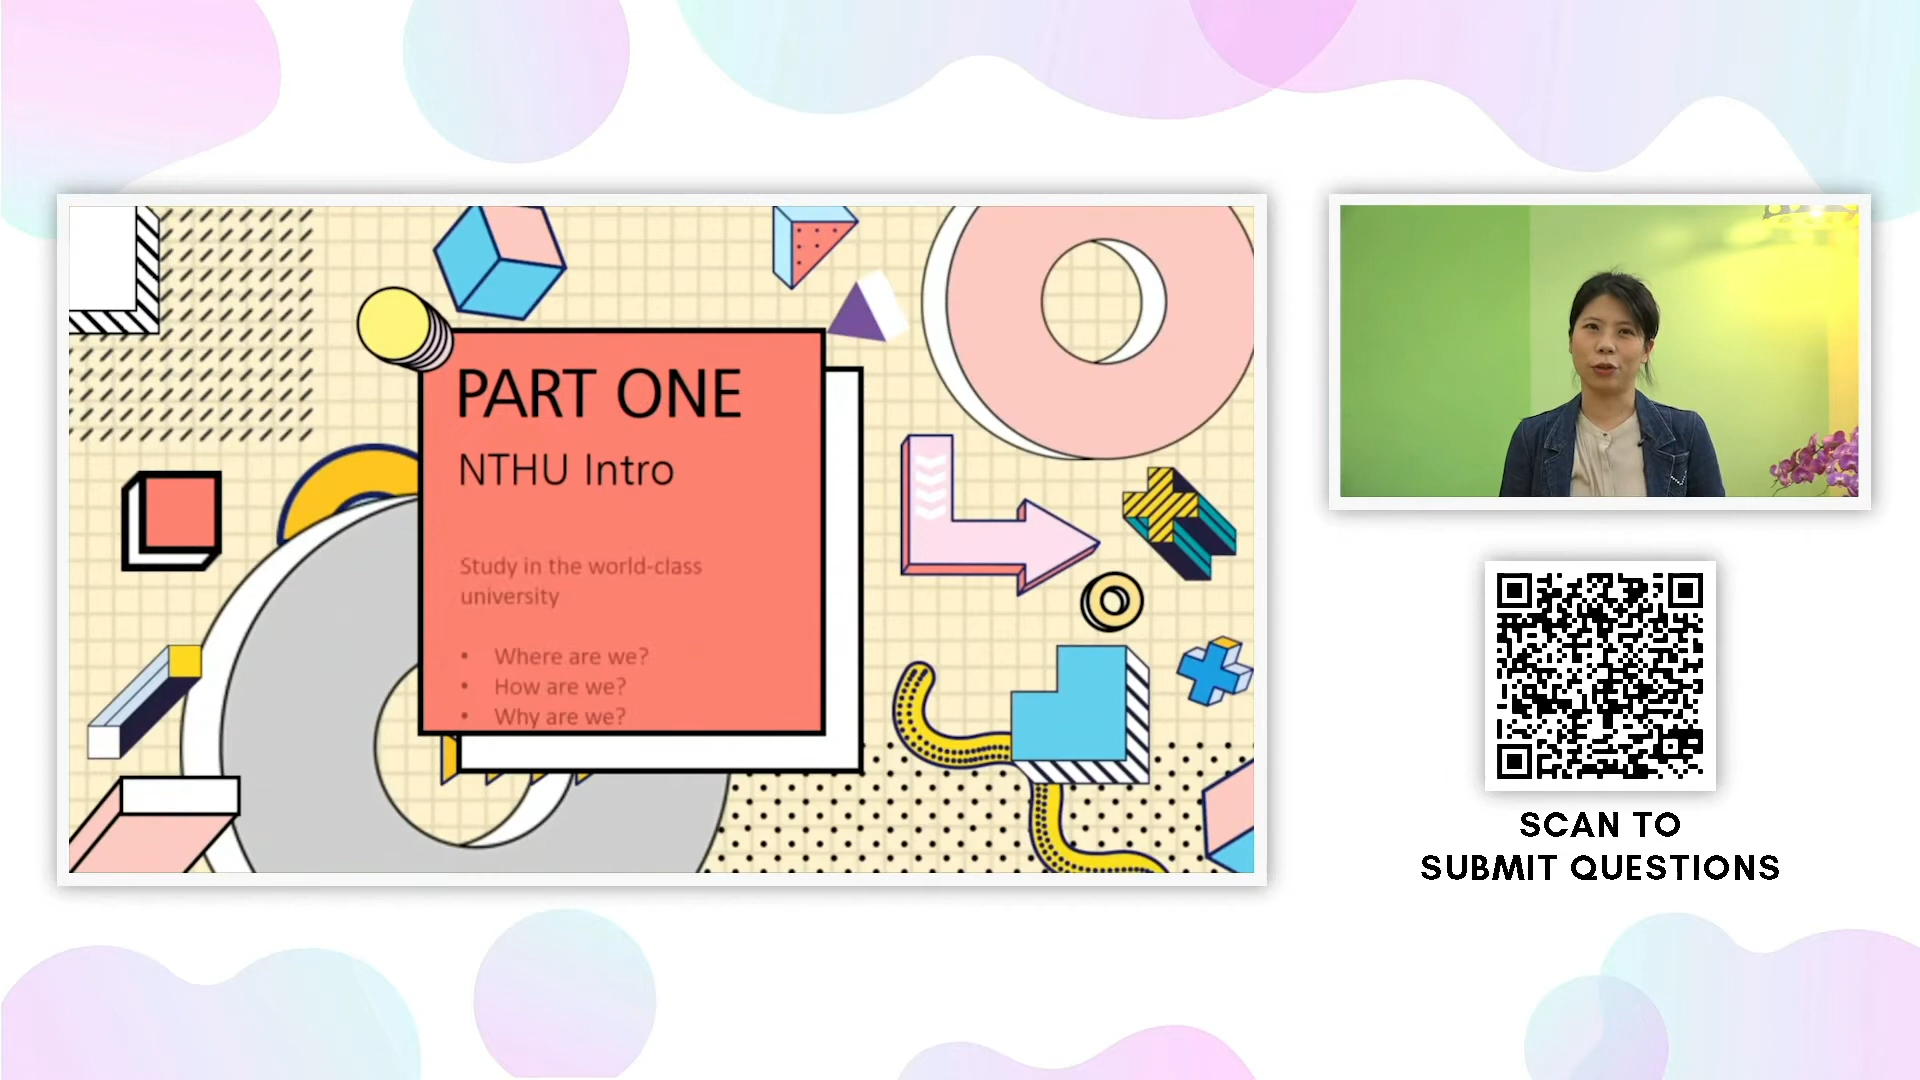 PART ONE
NTHU Intro
Study in the world-class
university
• Where are we?
• How are we?
• Why are we?
SCAN TO
SUBMIT QUESTIONS